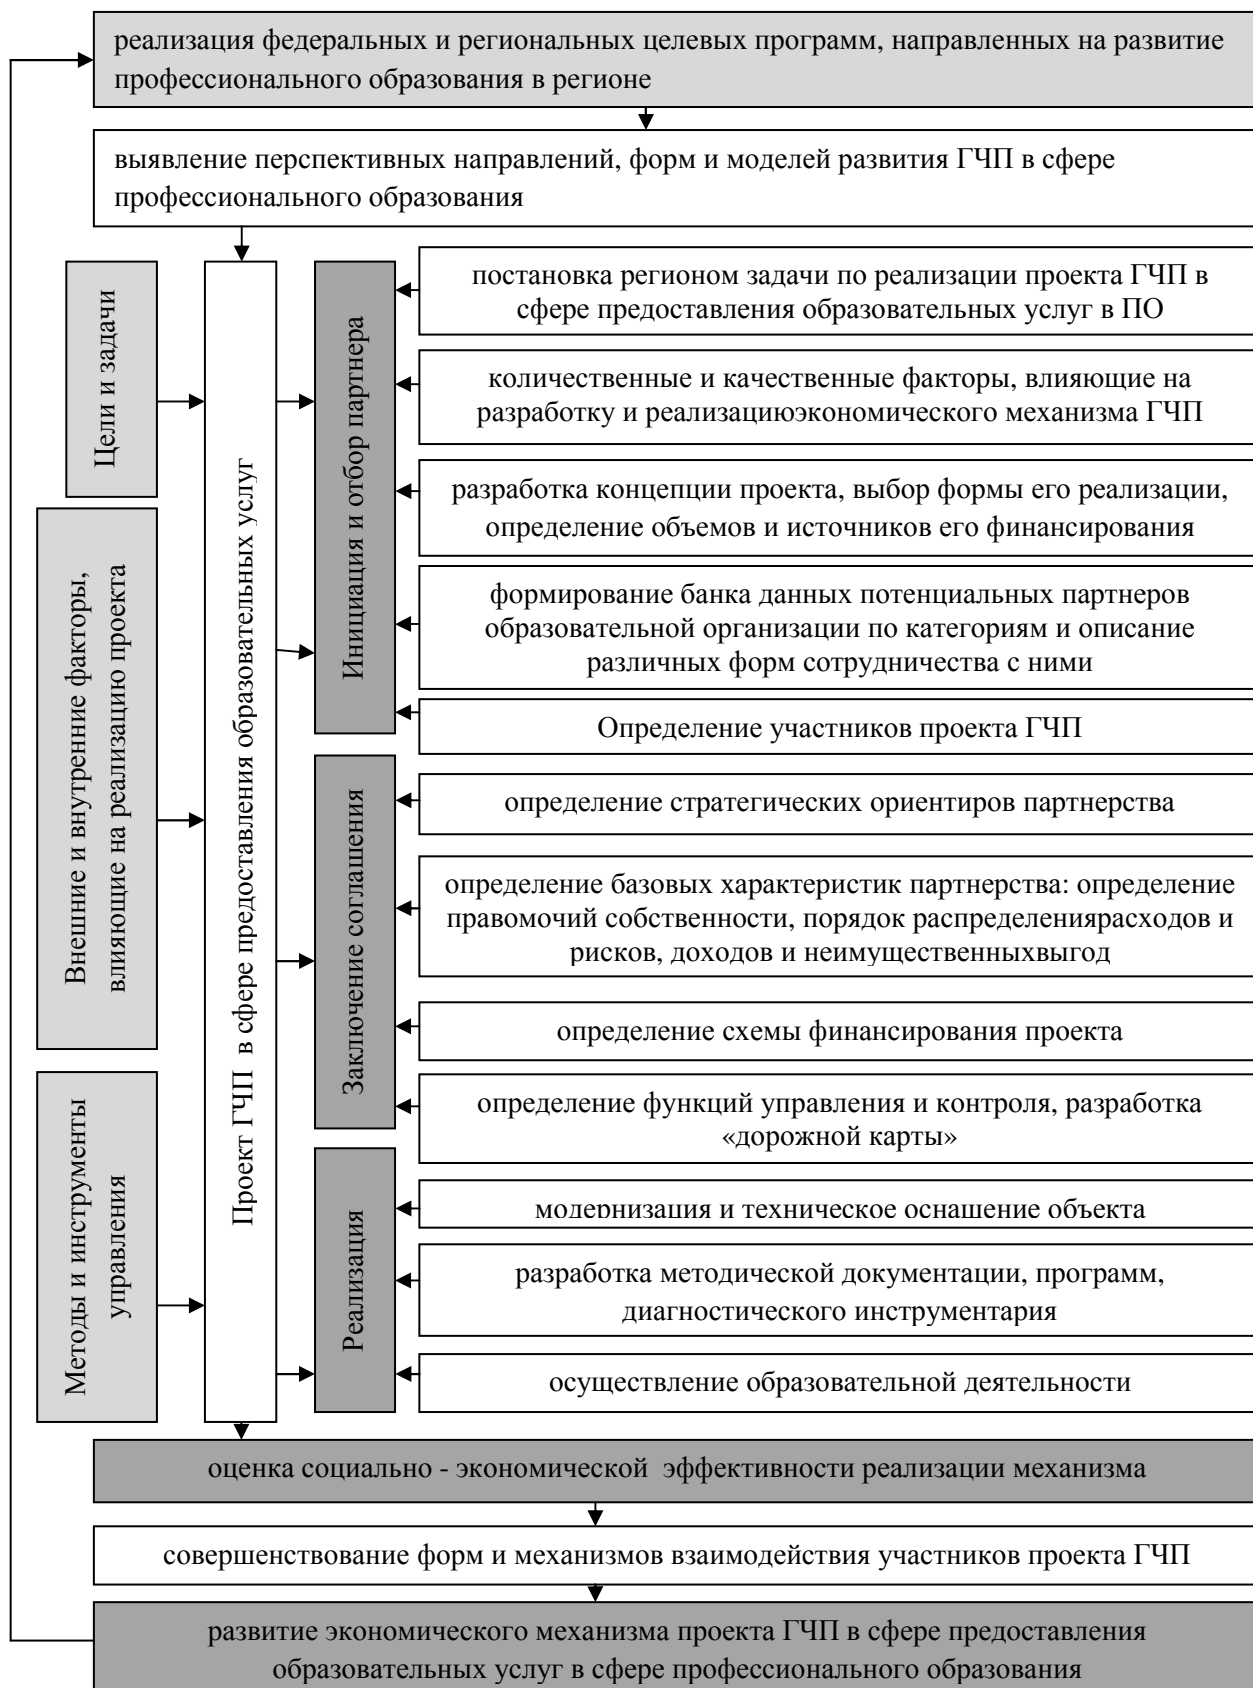 реализация федеральных и региональных целевых программ, направленных на развитие
профессионального образования в регионе
выявление перспективных направлений, форм и моделей развития ГЧП в сфере
профессионального образования
Цели и задачи
Внешние и внутренние факторы,
влияющие на реализацию проекта
Методы и инструменты
управления
Проект ГЧП в сфере предоставления образовательных услуг
Инициация и отбор партнера
постановка регионом задачи по реализации проекта ГЧП в
сфере предоставления образовательных услуг в ПО
количественные и качественные факторы, влияющие на
разработку и реализациюэкономического механизма ГЧП
разработка концепции проекта, выбор формы его реализации,
определение объемов и источников его финансирования
формирование банка данных потенциальных партнеров
образовательной организации по категориям и описание
различных форм сотрудничества с ними
Определение участников проекта ГЧП
Заключение соглашения
определение стратегических ориентиров партнерства
определение базовых характеристик партнерства: определение
правомочий собственности, порядок распределениярасходов и
рисков, доходов и неимущественныхвыгод
определение схемы финансирования проекта
определение функций управления и контроля, разработка
«дорожной карты»
Реализация
модернизация и техническое оснащение объекта
разработка методической документации, программ,
диагностического инструментария
осуществление образовательной деятельности
оценка социально - экономической эффективности реализации механизма
совершенствование форм и механизмов взаимодействия участников проекта ГЧП
развитие экономического механизма проекта ГЧП в сфере предоставления
образовательных услуг в сфере профессионального образования